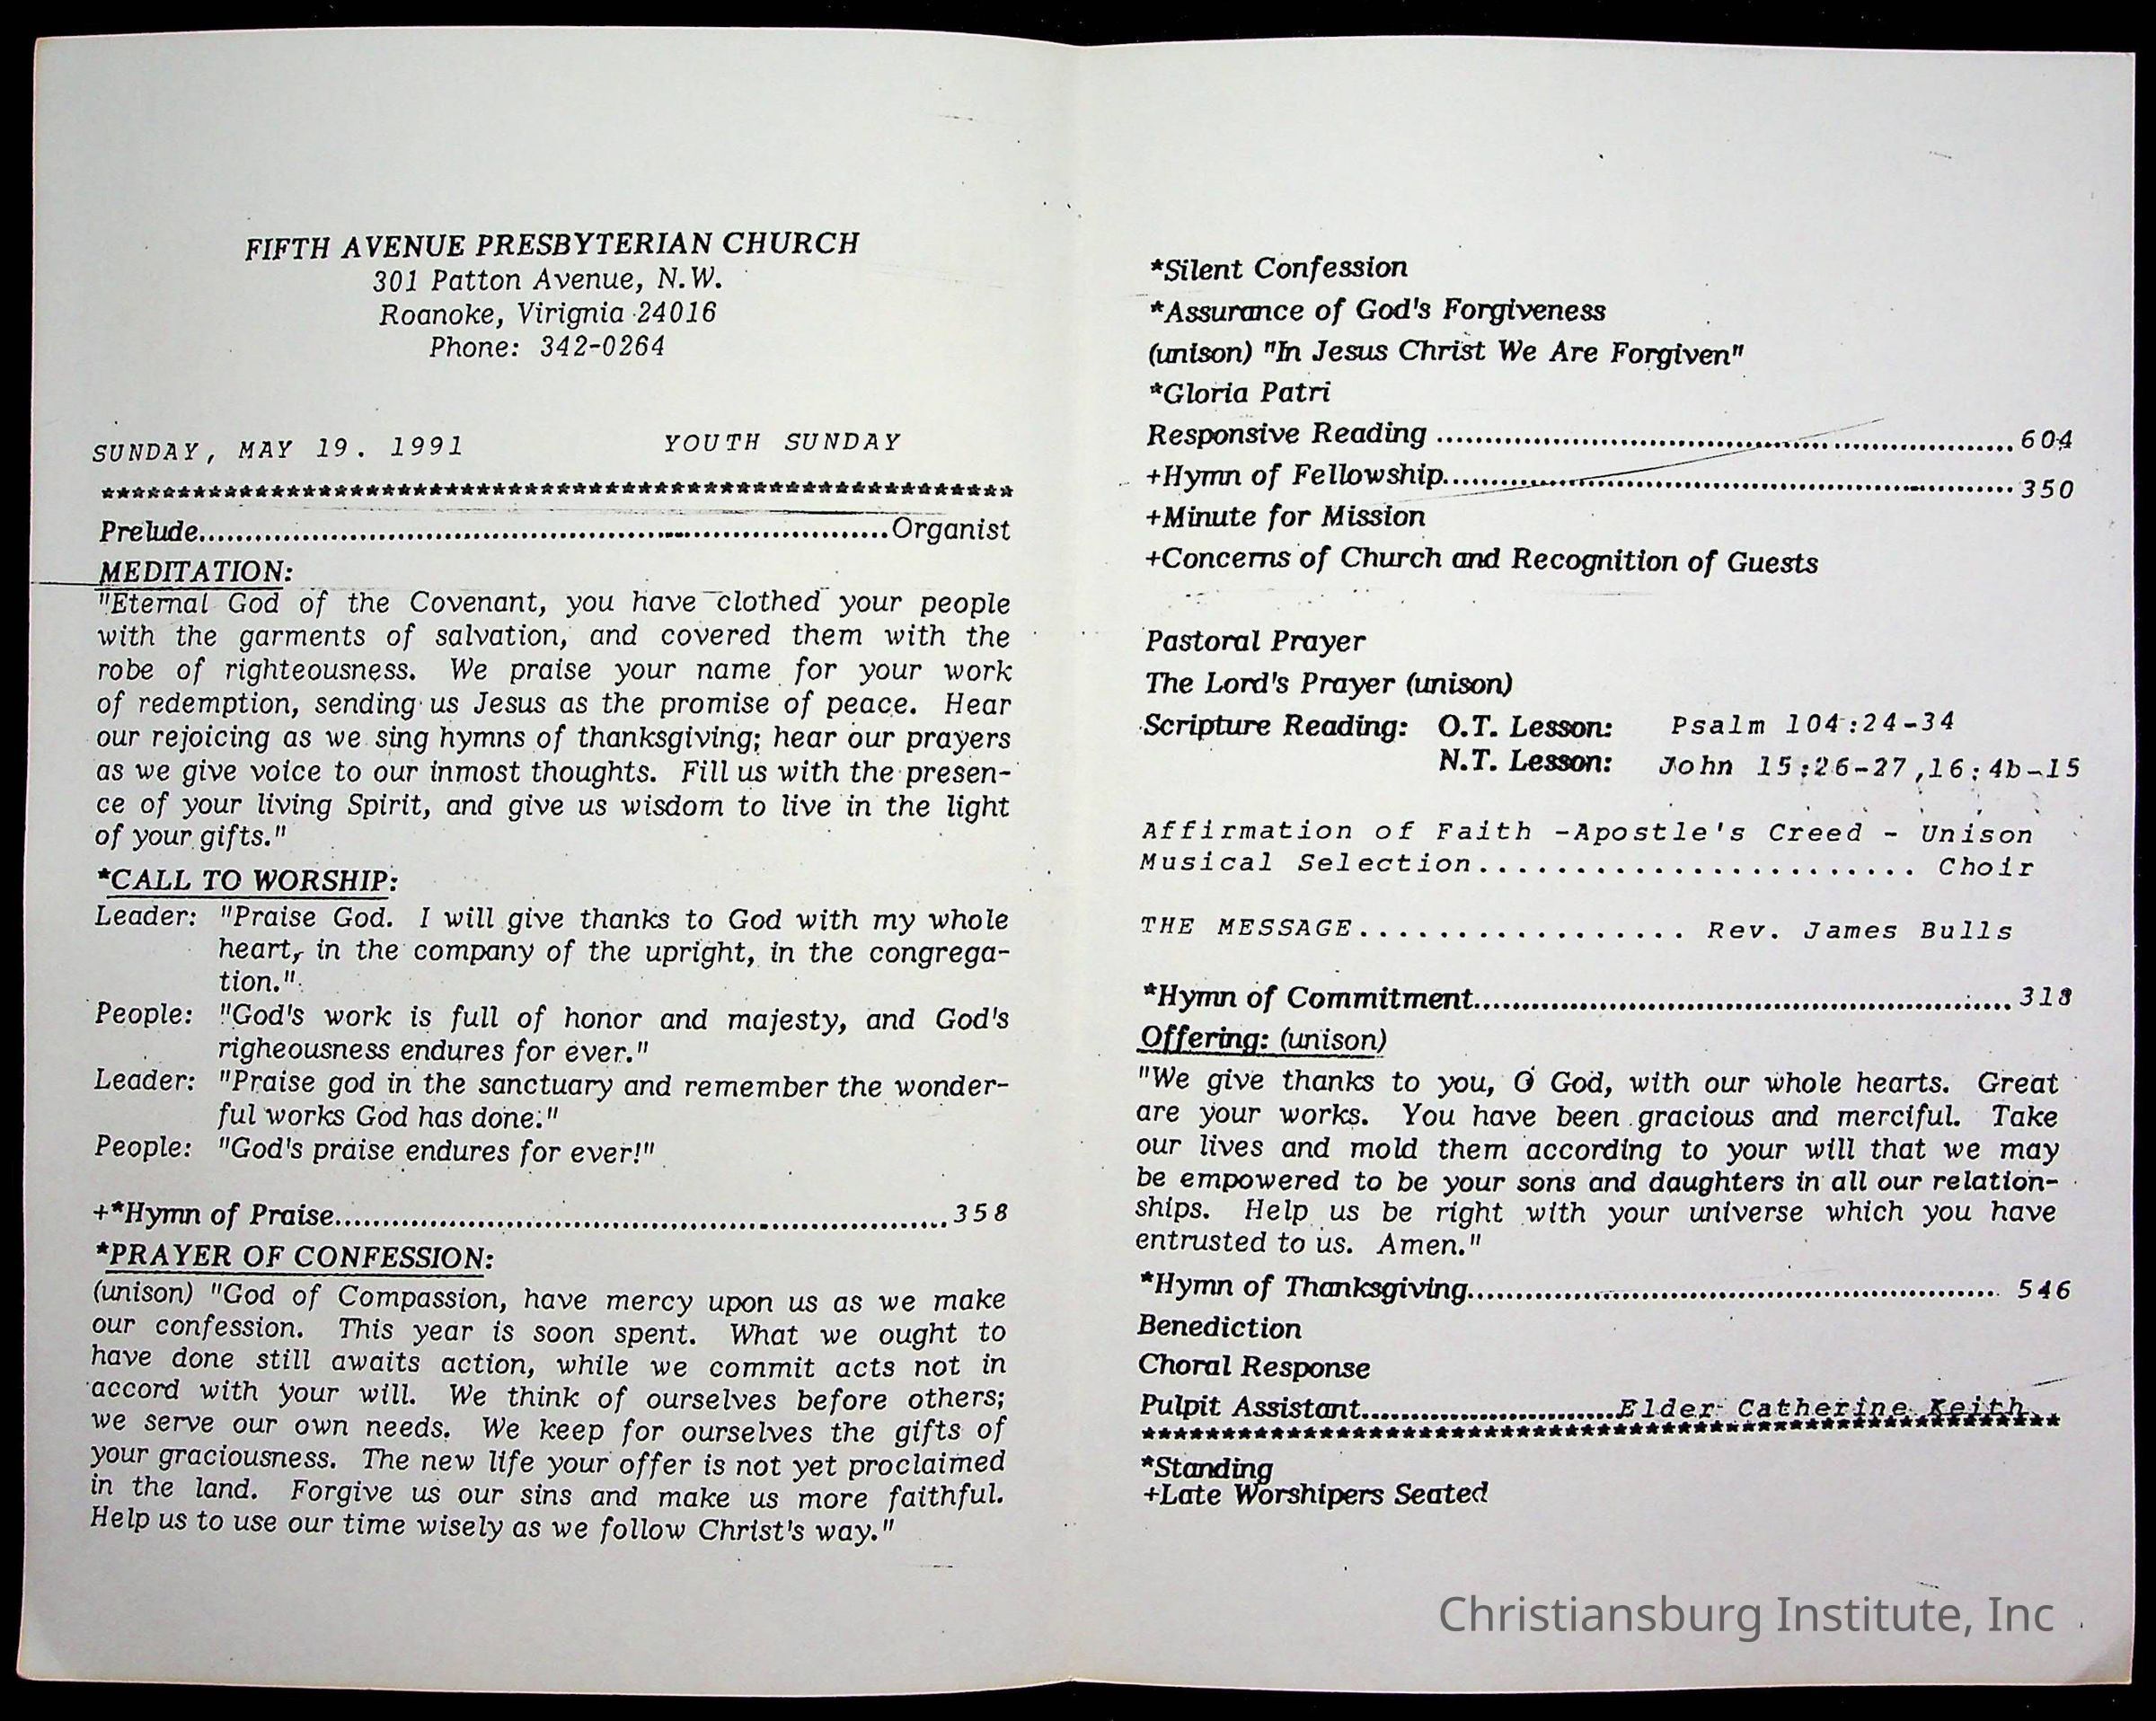 FIFTH AVENUE PRESBYTERIAN CHURCH
301 Patton Avenue, N.W.
Roanoke, Virignia 24016
Phone: 342-0264
SUNDAY, MAY 19. 1991 YOUTH SUNDAY
************************************************************
Prelude..........................................................................Organist
MEDITATION:
"Eternal God of the Covenant, you have clothed your people
with the garments of salvation, and covered them with the
robe of righteousness. We praise your name for your work
of redemption, sending us Jesus as the promise of peace. Hear
our rejoicing as we sing hymns of thanksgiving; hear our prayers
as we give voice to our inmost thoughts. Fill us with the presen-
ce of your living Spirit, and give us wisdom to live in the light
of your gifts."
*CALL TO WORSHIP:
Leader: "Praise God. I will give thanks to God with my whole
heart, in the company of the upright, in the congrega-
tion."
People: "God's work is full of honor and majesty, and God's
righeousness endures for ever."
Leader: "Praise god in the sanctuary and remember the wonder-
ful works God has done."
People: "God's praise endures for ever!"
+*Hymn of Praise..................................................................358
*PRAYER OF CONFESSION:
(unison) "God of Compassion, have mercy upon us as we make
our confession. This year is soon spent. What we ought to
have done still awaits action, while we commit acts not in
accord with your will. We think of ourselves before others;
we serve our own needs. We keep for ourselves the gifts of
your graciousness. The new life your offer is not yet proclaimed
in the land. Forgive us our sins and make us more faithful.
Help us to use our time wisely as we follow Christ's way."
*Silent Confession
*Assurance of God's Forgiveness
(unison) "In Jesus Christ We Are Forgiven"
*Gloria Patri
Responsive Reading ..............................................................604
+Hymn of Fellowship.............................................................350
+Minute for Mission
+Concerns of Church and Recognition of Guests
Pastoral Prayer
The Lord's Prayer (unison)
Scripture Reading: O.T. Lesson: Psalm 104:24-34
N.T. Lesson: John 15:26-27,16:4b-15
Affirmation of Faith -Apostle's Creed - Unison
Musical Selection....................... Choir
THE MESSAGE................. Rev. James Bulls
*Hymn of Commitment.........................................................318
Offering: (unison)
"We give thanks to you, O God, with our whole hearts. Great
are your works. You have been gracious and merciful. Take
our lives and mold them according to your will that we may
be empowered to be your sons and daughters in all our relation-
ships. Help us be right with your universe which you have
entrusted to us. Amen."
*Hymn of Thanksgiving......................................................... 546
Benediction
Choral Response
Pulpit Assistant...........................Elder Catherine Keith
************************************************************
*Standing
+Late Worshipers Seated
Christiansburg Institute, Inc